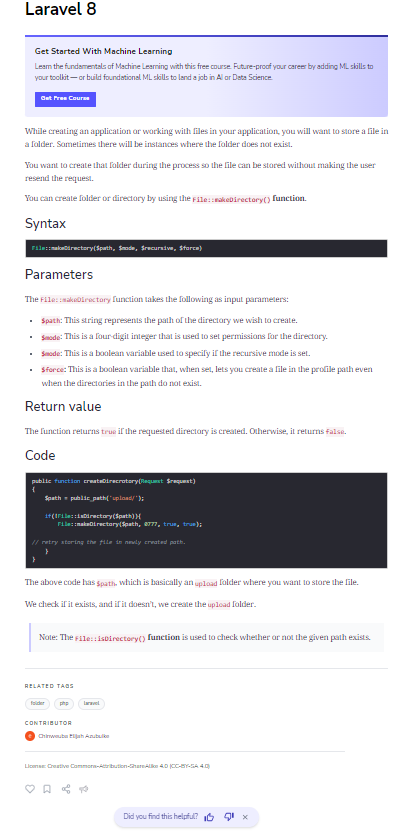 Laravel 8
Get Started With Machine Learning
Learn the fundamentals of Machine Learning with this free course. Future-proof your career by adding ML skills to
your toolkit — or build foundational ML skills to land a job in AI or Data Science.
Get Free Course
While creating an application or working with files in your application, you will want to store a file in
a folder. Sometimes there will be instances where the folder does not exist.
You want to create that folder during the process so the file can be stored without making the user
resend the request.
You can create folder or directory by using the File::makeDirectory() function.
Syntax
File::makeDirectory($path, $mode, $recursive, $force)
Parameters
The File::makeDirectory function takes the following as input parameters:
• $path: This string represents the path of the directory we wish to create.
• $mode: This is a four-digit integer that is used to set permissions for the directory.
• $mode: This is a boolean variable used to specify if the recursive mode is set.
• $force: This is a boolean variable that, when set, lets you create a file in the profile path even
when the directories in the path do not exist.
Return value
The function returns true if the requested directory is created. Otherwise, it returns false.
Code
public function createDirecrotory(Request $request)
{
$path = public_path('upload/');
if(!File::isDirectory($path)){
File::makeDirectory($path, 0777, true, true);
// retry storing the file in newly created path.
}
}
The above code has $path, which is basically an upload folder where you want to store the file.
We check if it exists, and if it doesn't, we create the upload folder.
Note: The File::isDirectory() function is used to check whether or not the given path exists.
RELATED TAGS
folder php laravel
CONTRIBUTOR
Chinweuba Elijah Azubuike
License: Creative Commons-Attribution-ShareAlike 4.0 (CC-BY-SA 4.0)
Did you find this helpful?